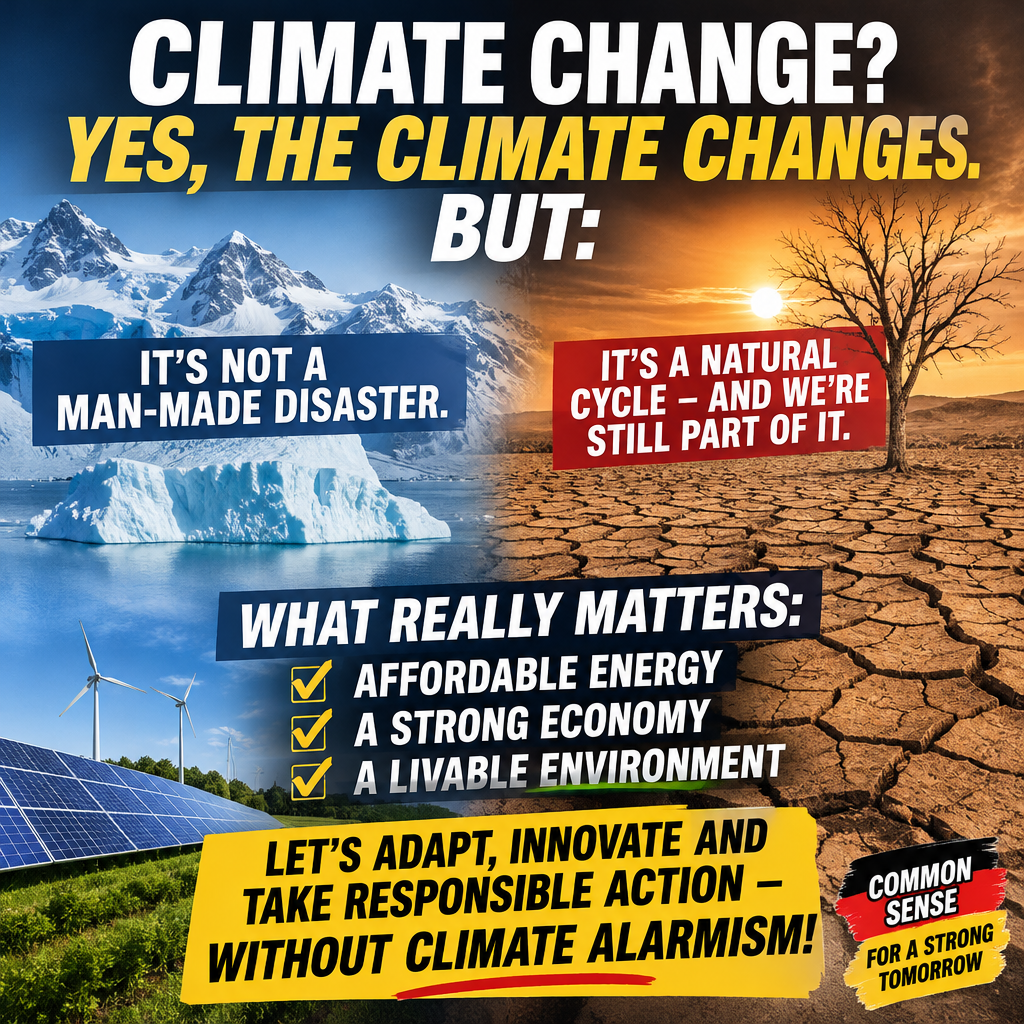 CLIMATE CHANGE?
YES, THE CLIMATE CHANGES.
BUT:
IT'S NOT A
MAN-MADE DISASTER.
IT'S A NATURAL
CYCLE – AND WE'RE
STILL PART OF IT.
WHAT REALLY MATTERS:
AFFORDABLE ENERGY
A STRONG ECONOMY
A LIVABLE ENVIRONMENT
LET'S ADAPT, INNOVATE AND
TAKE RESPONSIBLE ACTION –
WITHOUT CLIMATE ALARMISM!
COMMON
SENSE
FOR A STRONG
TOMORROW